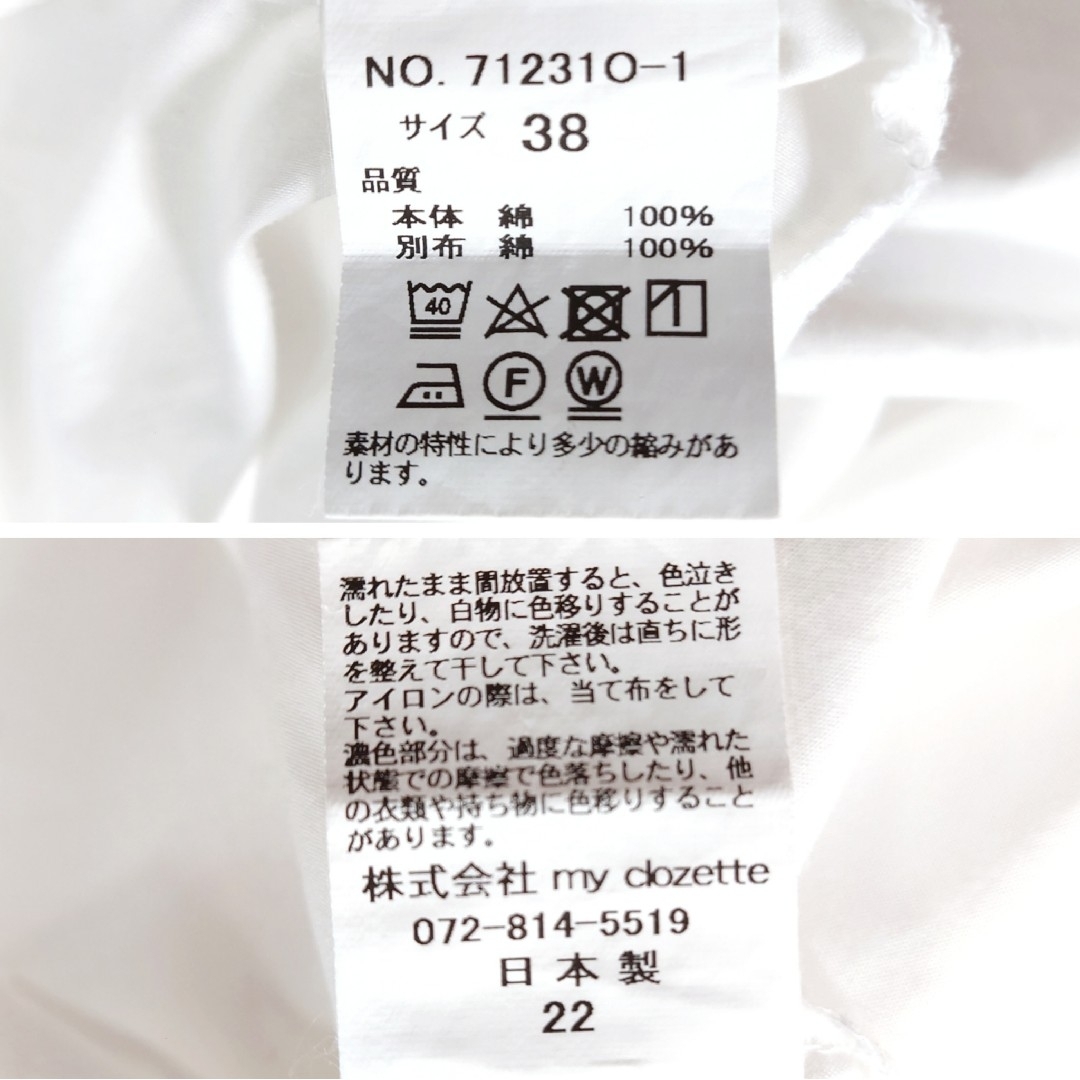 NO. 71231O-1
サイズ 38
品質
本体 綿 100%
別布 綿 100%
40
F W
素材の特性により多少の縮みがあ
ります。
濡れたまま間放置すると、色泣き
したり、白物に色移りすることが
ありますので、洗濯後は直ちに形
を整えて干して下さい。
アイロンの際は、当て布をして
下さい。
濃色部分は、過度な摩擦や濡れた
状態での摩擦で色落ちしたり、他
の衣類や持ち物に色移りすること
があります。
株式会社 my clozette
072-814-5519
日本製
22